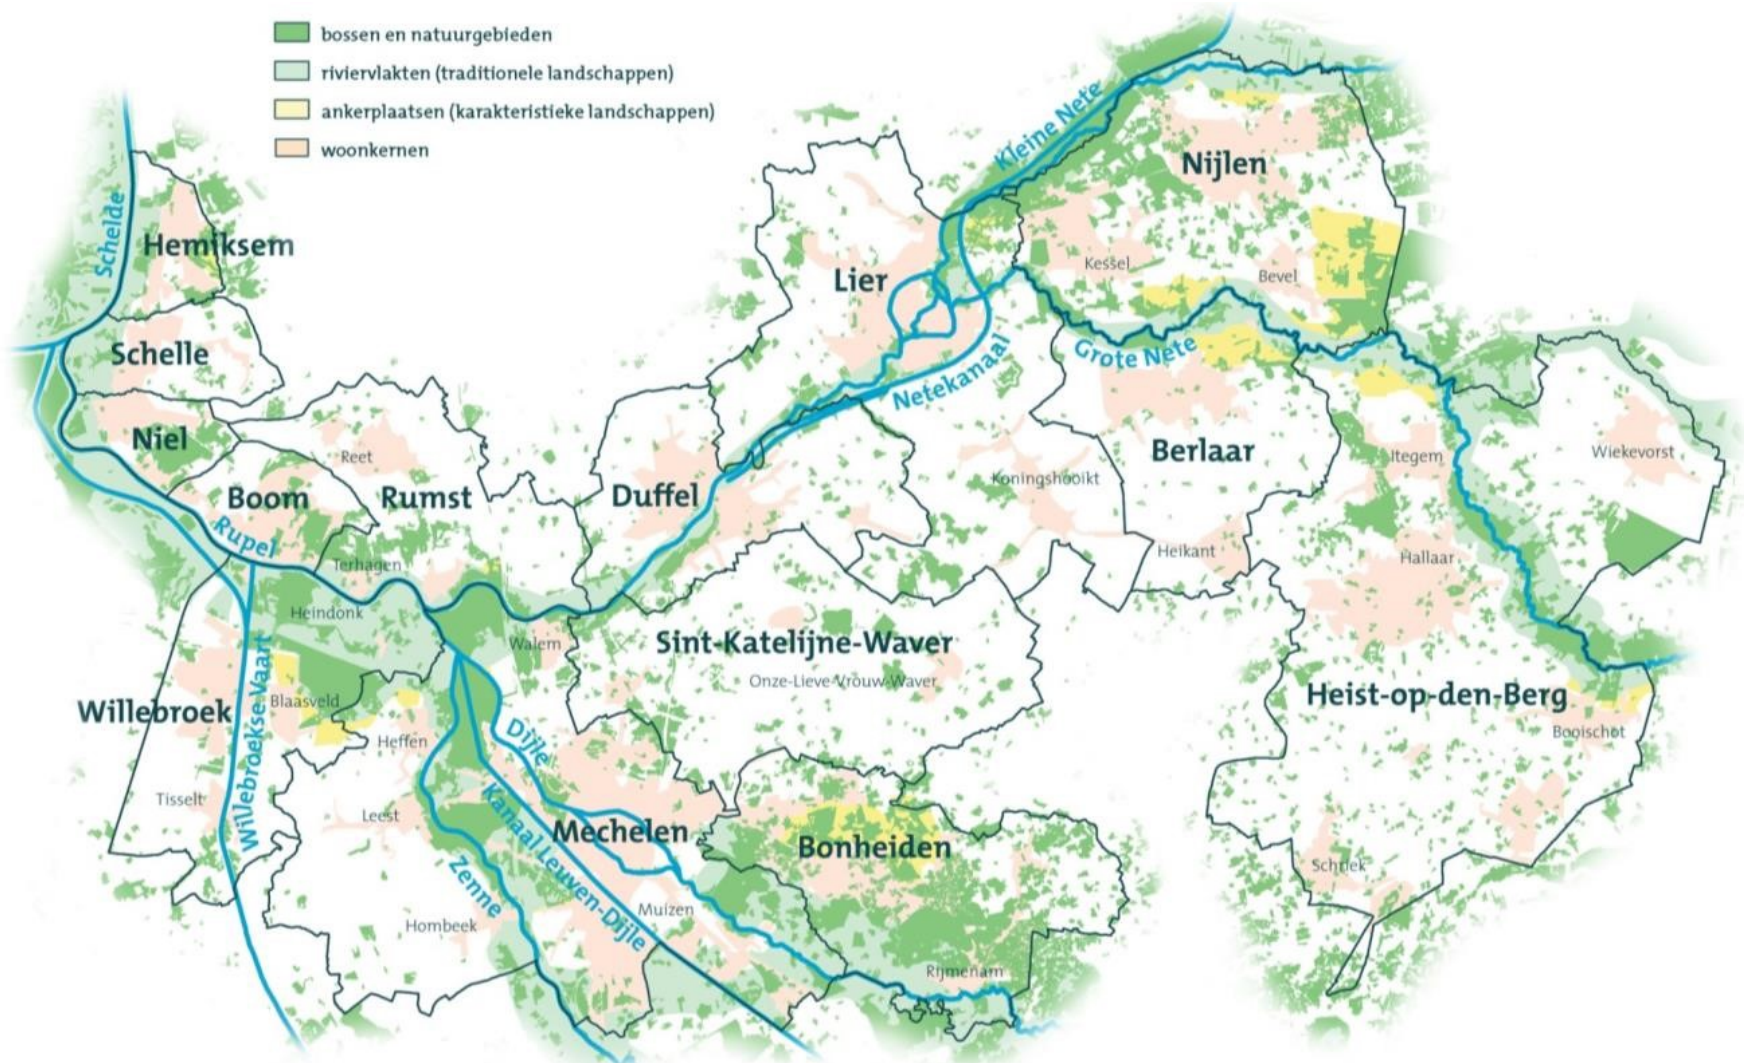 bossen en natuurgebieden
riviervlakten (traditionele landschappen)
ankerplaatsen (karakteristieke landschappen)
woonkernen
Kleine Nete
Nijlen
Schelde
Hemiksem
Kessel
Bevel
Lier
Schelle
Grote Nete
Netekanaal
Niel
Reet
Berlaar
Itegem
Wiekevorst
Boom
Rumst
Duffel
Koningshooikt
Rupel
Terhagen
Heikant
Hallaar
Heindonk
Walem
Sint-Katelijne-Waver
Onze-Lieve-Vrouw-Waver
Heist-op-den-Berg
Blaasveld
Willebroek
Willebroekse Vaart
Heffen
Dijle
Booischot
Tisselt
Leest
Kanaal Leuven-Dijle
Mechelen
Bonheiden
Schriek
Zenne
Muizen
Hombeek
Rijmenam